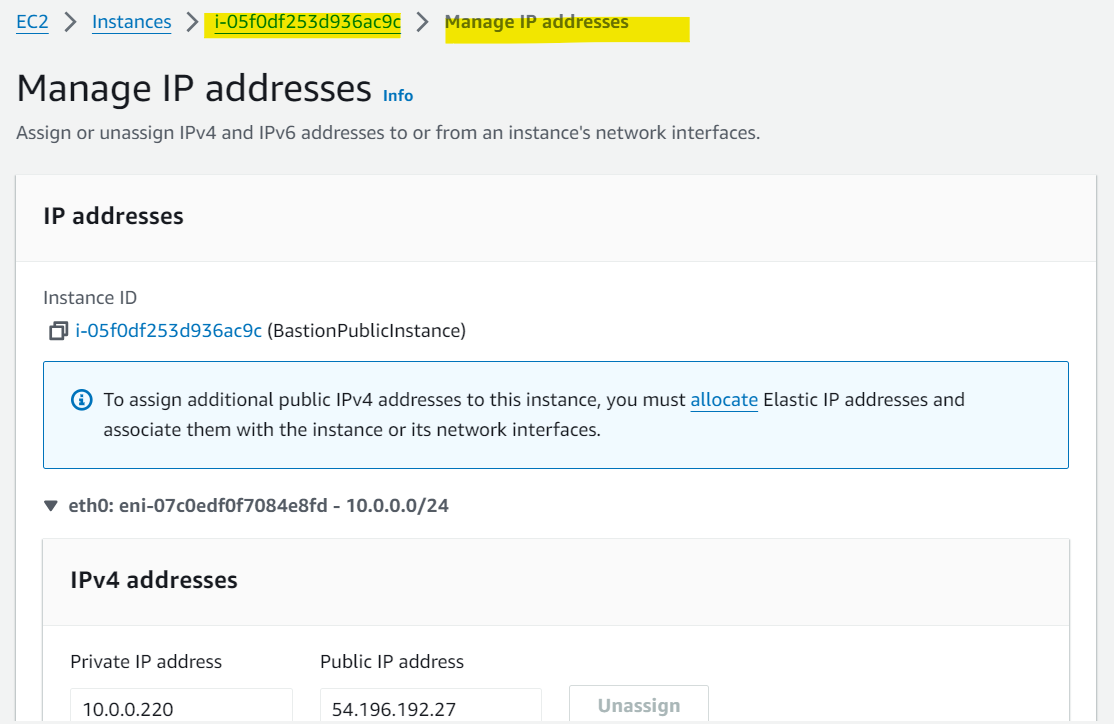 EC2 > Instances > i-05f0df253d936ac9c > Manage IP addresses
Manage IP addresses Info
Assign or unassign IPv4 and IPv6 addresses to or from an instance's network interfaces.
IP addresses
Instance ID
i-05f0df253d936ac9c (BastionPublicInstance)
To assign additional public IPv4 addresses to this instance, you must allocate Elastic IP addresses and
associate them with the instance or its network interfaces.
▼ eth0: eni-07c0edf0f7084e8fd - 10.0.0.0/24
IPv4 addresses
Private IP address Public IP address
10.0.0.220 54.196.192.27 Unassign